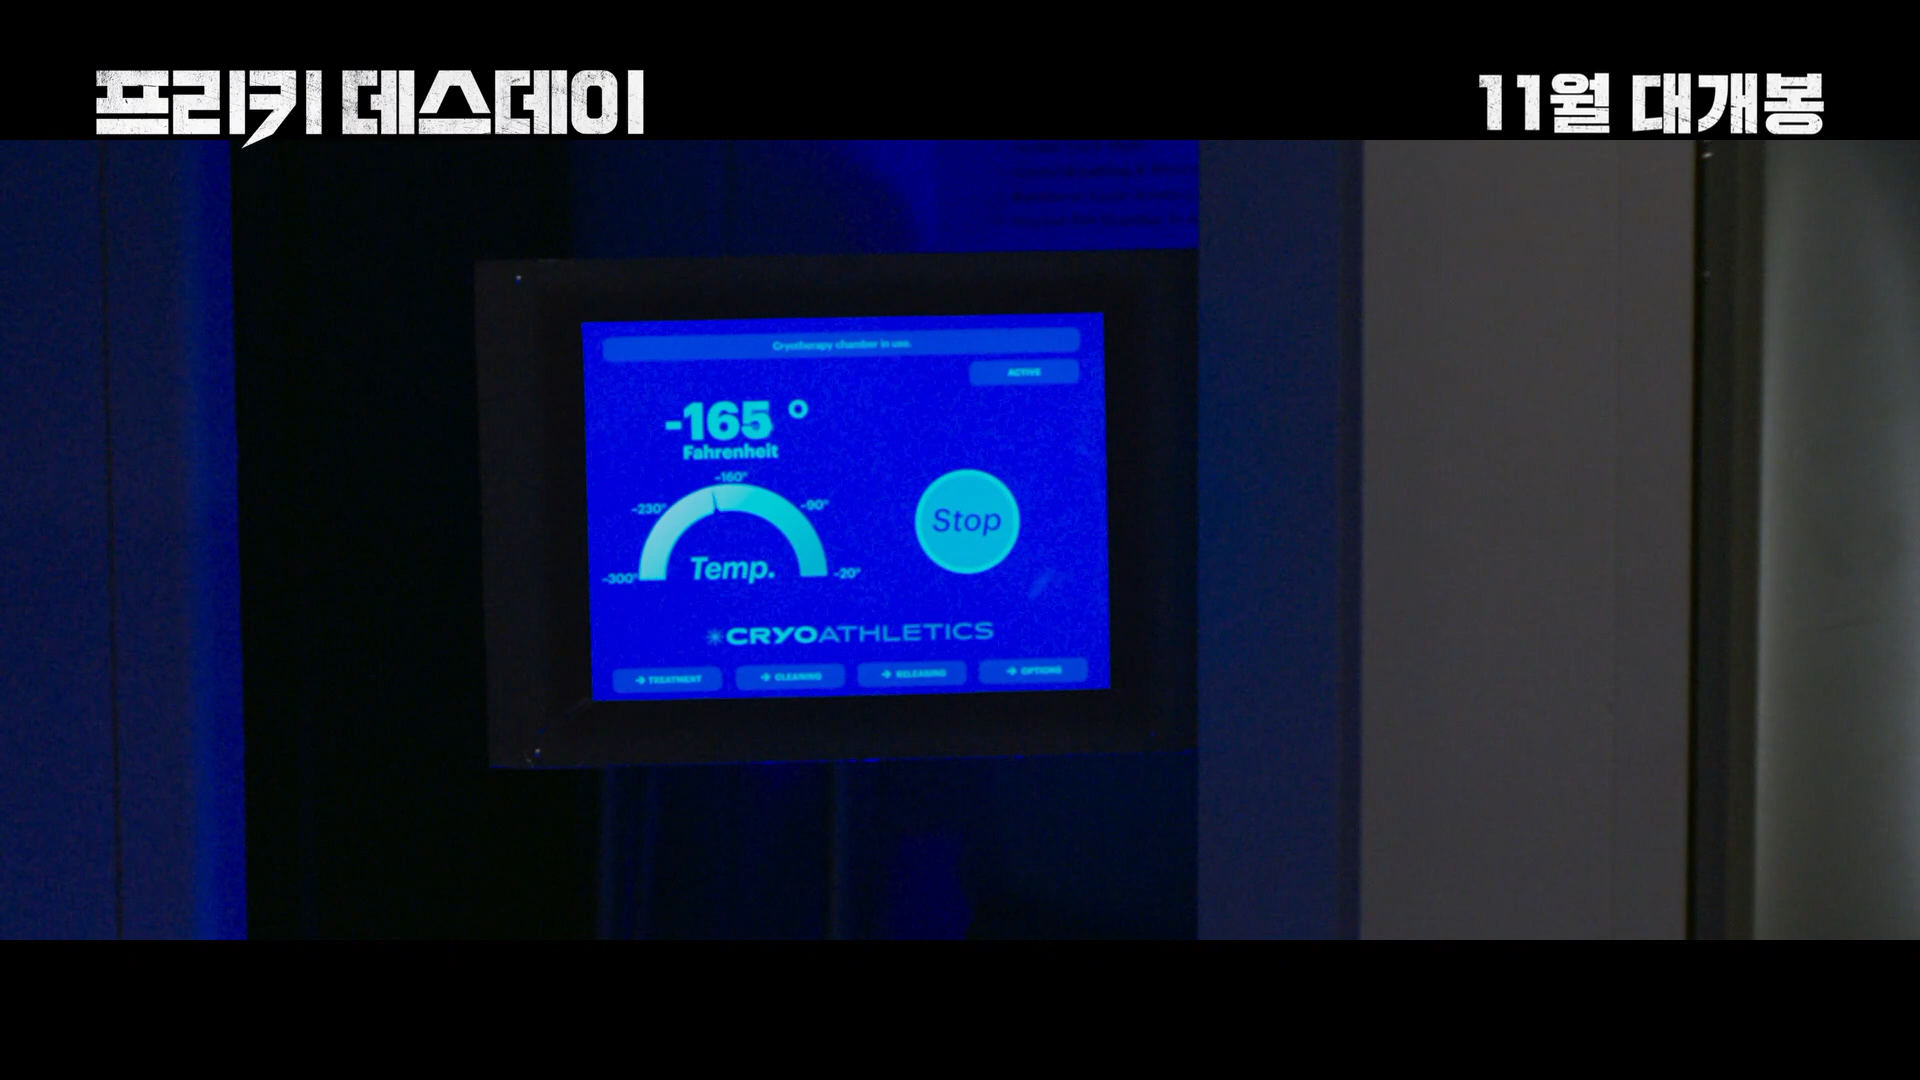 프리키 데스데이
11월 대개봉
Cryotherapy chamber in use.
ACTIVE
-165 °
Fahrenheit
-160°
-230°
-90°
-300°
-20°
Temp.
Stop
CRYOATHLETICS
→ TREATMENT
→ CLEANING
→ RELEASING
→ OPTIONS